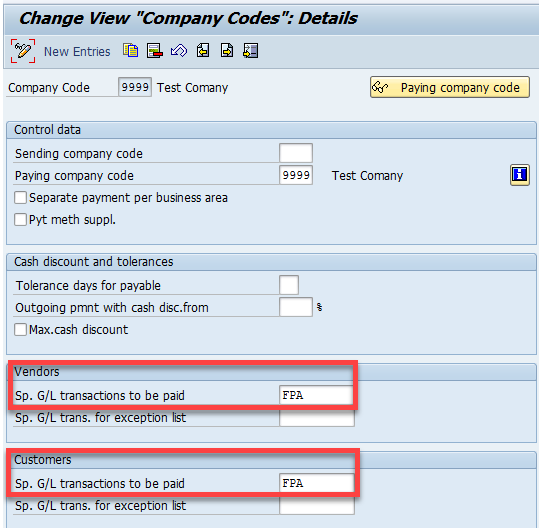 Change View "Company Codes": Details
New Entries
Company Code 9999 Test Comany Paying company code
Control data
Sending company code
Paying company code 9999 Test Comany
Separate payment per business area
Pyt meth suppl.
Cash discount and tolerances
Tolerance days for payable
Outgoing pmnt with cash disc.from %
Max.cash discount
Vendors
Sp. G/L transactions to be paid FPA
Sp. G/L trans. for exception list
Customers
Sp. G/L transactions to be paid FPA
Sp. G/L trans. for exception list